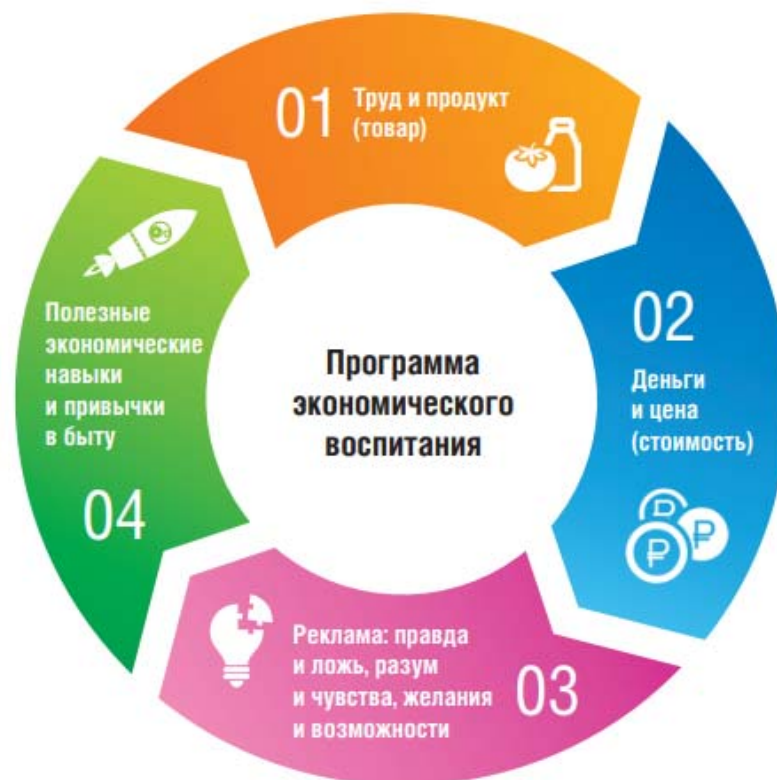 01
Труд и продукт
(товар)
02
Деньги
и цена
(стоимость)
Реклама: правда
и ложь, разум
и чувства, желания
и возможности
03
Полезные
экономические
навыки
и привычки
в быту
04
Программа
экономического
воспитания